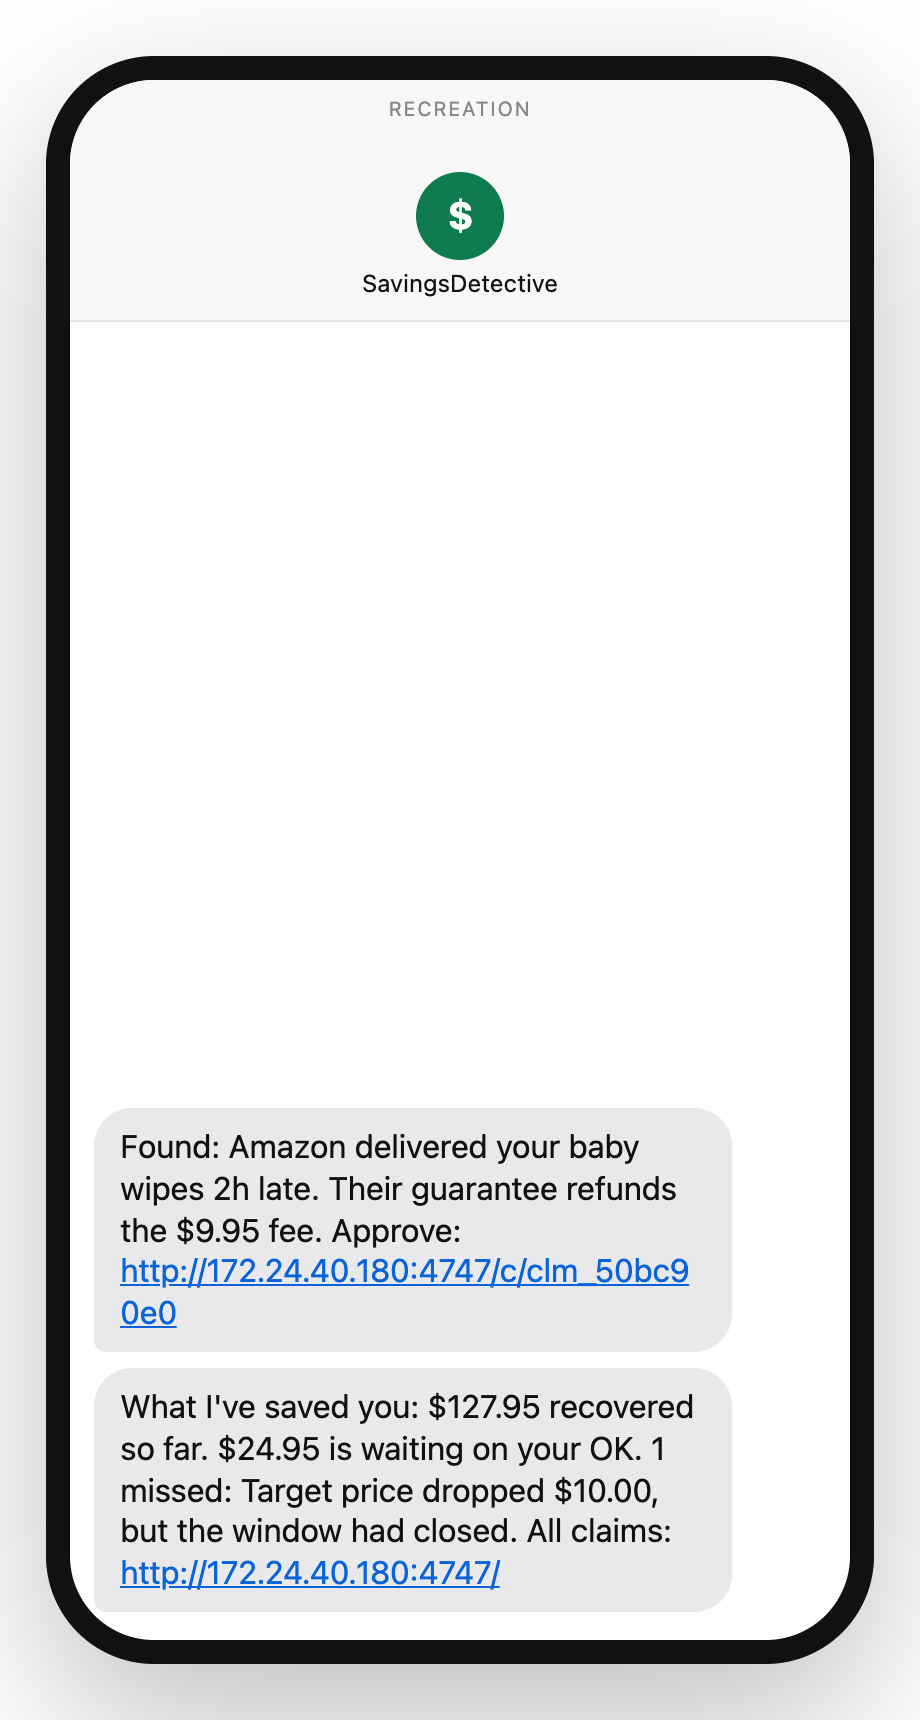 RECREATION
$
SavingsDetective
Found: Amazon delivered your baby
wipes 2h late. Their guarantee refunds
the $9.95 fee. Approve:
http://172.24.40.180:4747/c/clm_50bc9
0e0
What I've saved you: $127.95 recovered
so far. $24.95 is waiting on your OK. 1
missed: Target price dropped $10.00,
but the window had closed. All claims:
http://172.24.40.180:4747/